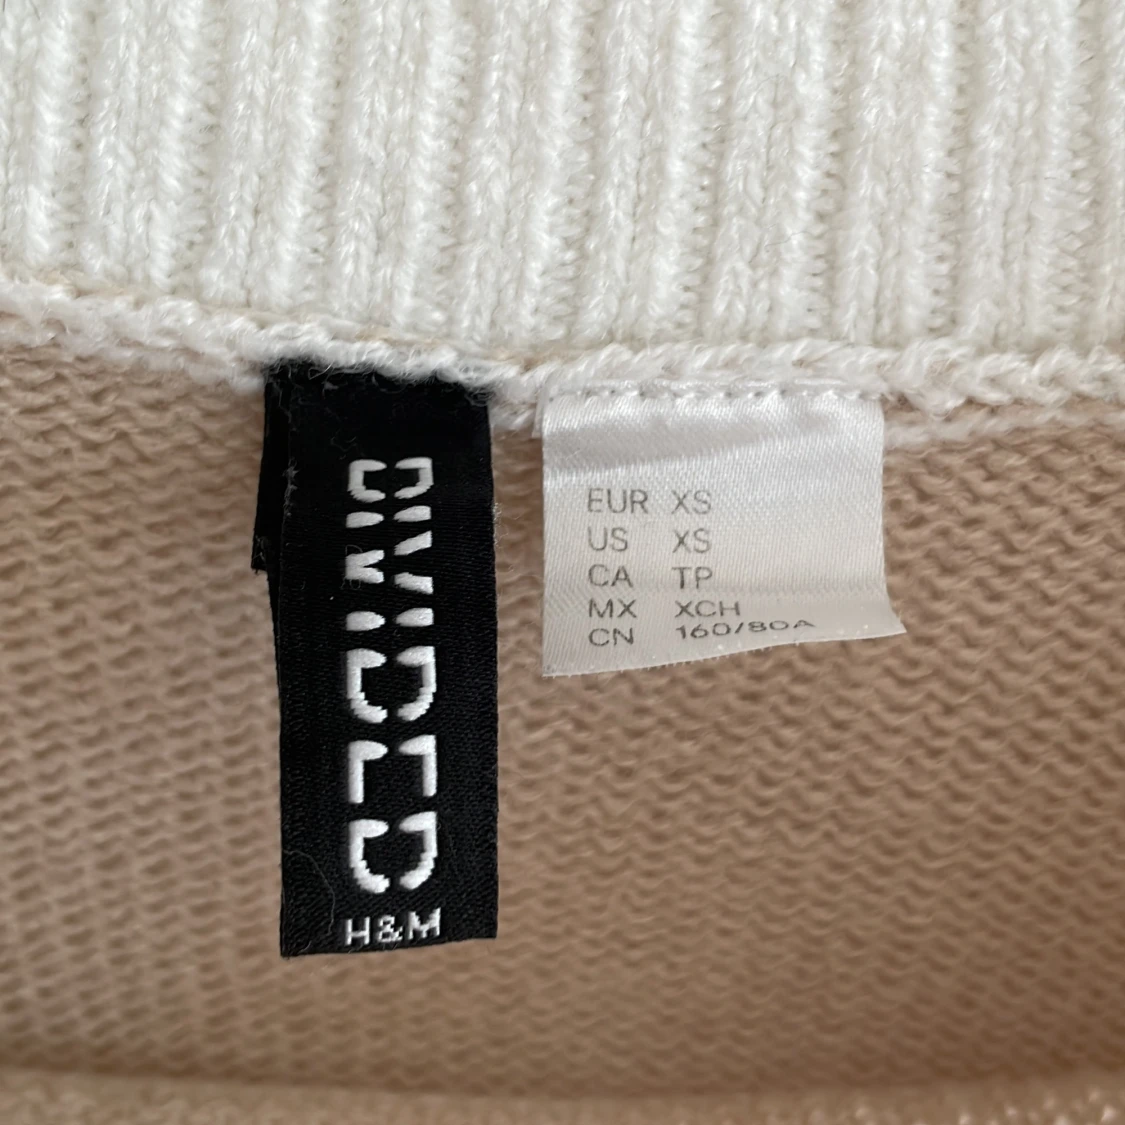 DIVIDED
H&M
EUR XS
US XS
CA TP
MX XCH
CN 160/80A